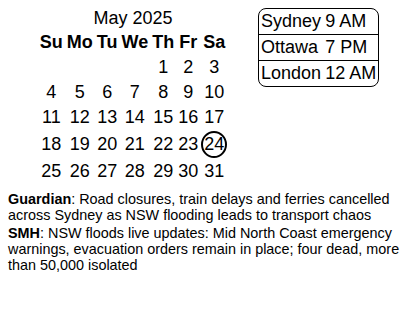 May 2025
Su Mo Tu We Th Fr Sa
1 2 3
4 5 6 7 8 9 10
11 12 13 14 15 16 17
18 19 20 21 22 23 24
25 26 27 28 29 30 31
Sydney 9 AM
Ottawa 7 PM
London 12 AM
Guardian: Road closures, train delays and ferries cancelled
across Sydney as NSW flooding leads to transport chaos
SMH: NSW floods live updates: Mid North Coast emergency
warnings, evacuation orders remain in place; four dead, more
than 50,000 isolated